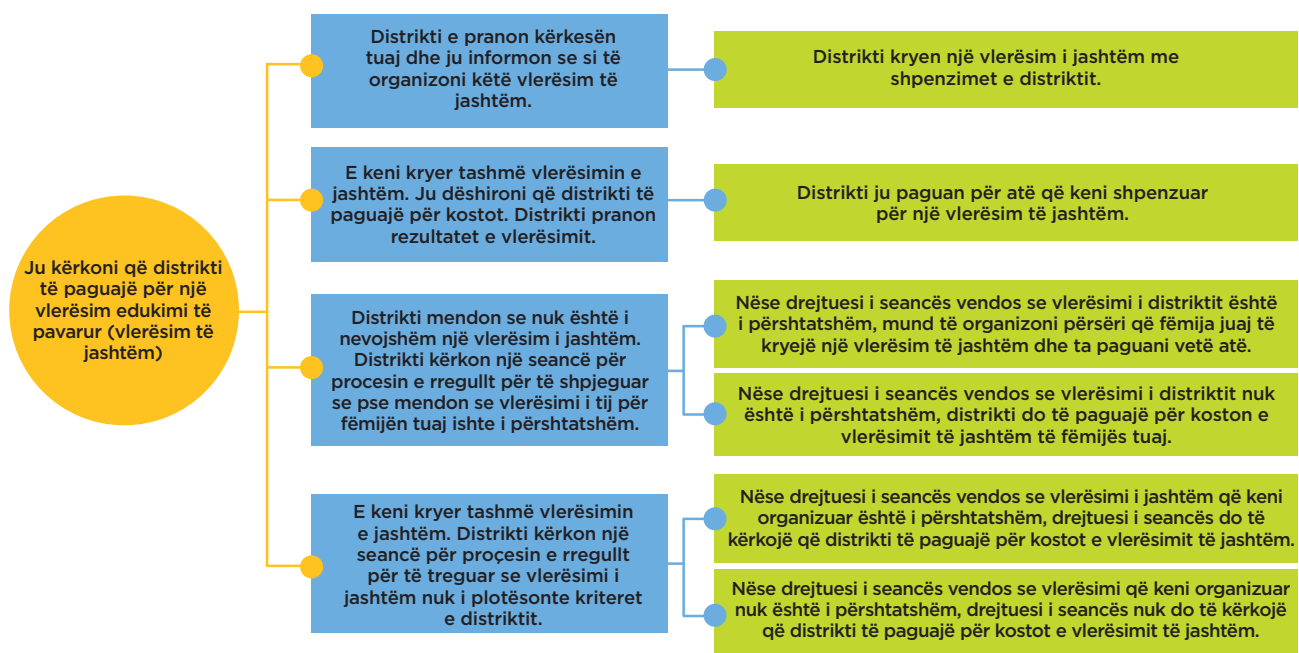 Ju kërkoni që distrikti
të paguajë për një
vlerësim edukimi të
pavarur (vlerësim të
jashtëm)
Distrikti e pranon kërkesën
tuaj dhe ju informon se si të
organizoni këtë vlerësim të
jashtëm.
Distrikti kryen një vlerësim i jashtëm me
shpenzimet e distriktit.
E keni kryer tashmë vlerësimin e
jashtëm. Ju dëshironi që distrikti të
paguajë për kostot. Distrikti pranon
rezultatet e vlerësimit.
Distrikti ju paguan për atë që keni shpenzuar
për një vlerësim të jashtëm.
Distrikti mendon se nuk është i
nevojshëm një vlerësim i jashtëm.
Distrikti kërkon një seancë për
procesin e rregullt për të shpjeguar
se pse mendon se vlerësimi i tij për
fëmijën tuaj ishte i përshtatshëm.
Nëse drejtuesi i seancës vendos se vlerësimi i distriktit është
i përshtatshëm, mund të organizoni përsëri që fëmija juaj të
kryejë një vlerësim të jashtëm dhe ta paguani vetë atë.
Nëse drejtuesi i seancës vendos se vlerësimi i distriktit nuk
është i përshtatshëm, distrikti do të paguajë për koston e
vlerësimit të jashtëm të fëmijës tuaj.
E keni kryer tashmë vlerësimin
e jashtëm. Distrikti kërkon një
seancë për proçesin e rregullt
për të treguar se vlerësimi i
jashtëm nuk i plotësonte kriteret
e distriktit.
Nëse drejtuesi i seancës vendos se vlerësimi i jashtëm që keni
organizuar është i përshtatshëm, drejtuesi i seancës do të
kërkojë që distrikti të paguajë për kostot e vlerësimit të jashtëm.
Nëse drejtuesi i seancës vendos se vlerësimi që keni organizuar
nuk është i përshtatshëm, drejtuesi i seancës nuk do të kërkojë
që distrikti të paguajë për kostot e vlerësimit të jashtëm.